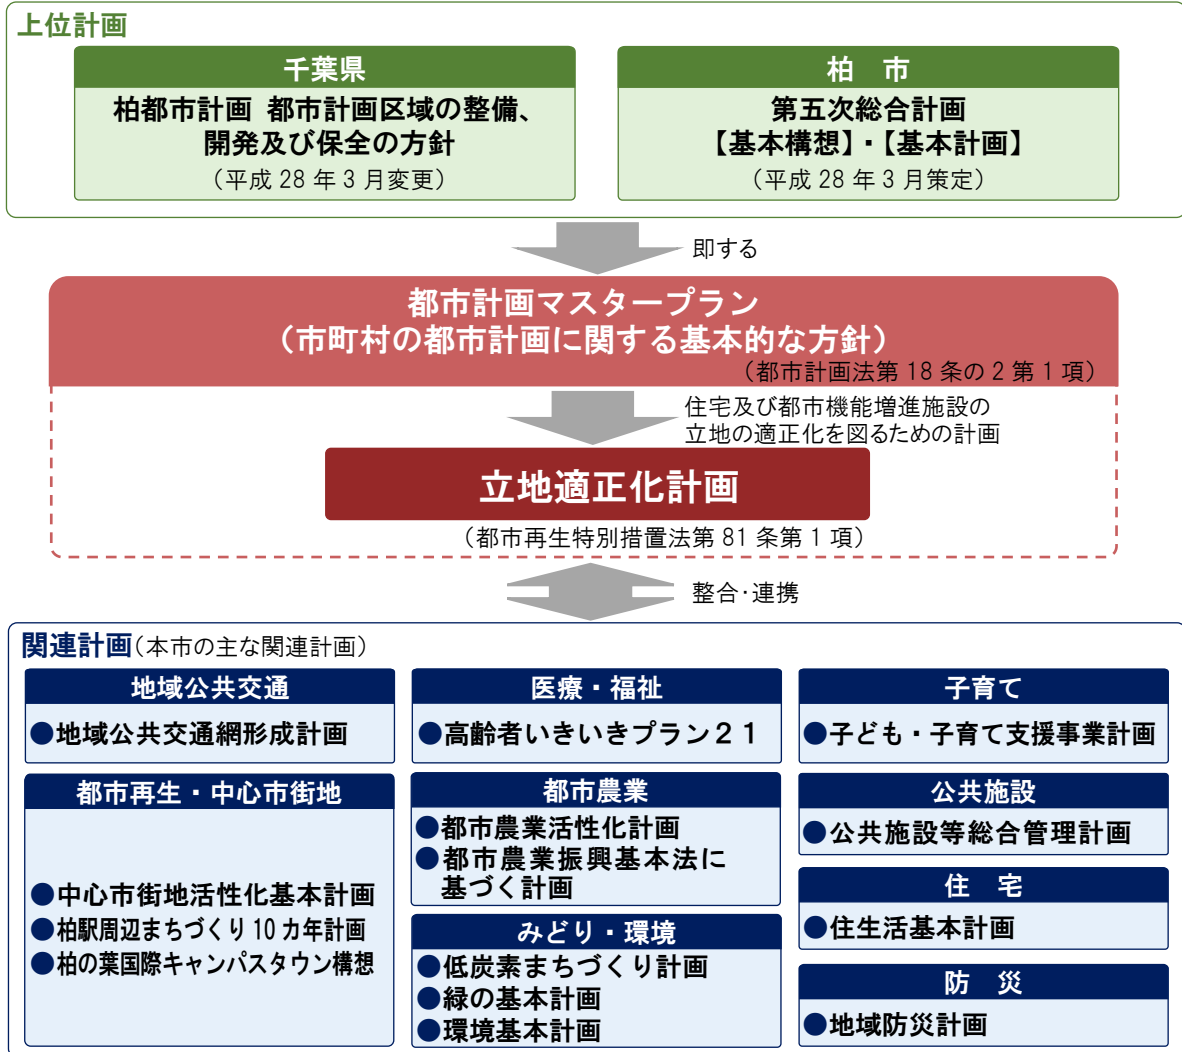 上位計画
千葉県
柏都市計画 都市計画区域の整備、
開発及び保全の方針
（平成 28 年 3 月変更）
柏　市
第五次総合計画
【基本構想】・【基本計画】
（平成 28 年 3 月策定）
即する
都市計画マスタープラン
（市町村の都市計画に関する基本的な方針）
（都市計画法第 18 条の 2 第 1 項）
住宅及び都市機能増進施設の
立地の適正化を図るための計画
立地適正化計画
（都市再生特別措置法第 81 条第 1 項）
整合・連携
関連計画（本市の主な関連計画）
地域公共交通
●地域公共交通網形成計画
医療・福祉
●高齢者いきいきプラン２１
子育て
●子ども・子育て支援事業計画
都市再生・中心市街地
●中心市街地活性化基本計画
●柏駅周辺まちづくり 10 カ年計画
●柏の葉国際キャンパスタウン構想
都市農業
●都市農業活性化計画
●都市農業振興基本法に
基づく計画
みどり・環境
●低炭素まちづくり計画
●緑の基本計画
●環境基本計画
公共施設
●公共施設等総合管理計画
住　宅
●住生活基本計画
防　災
●地域防災計画